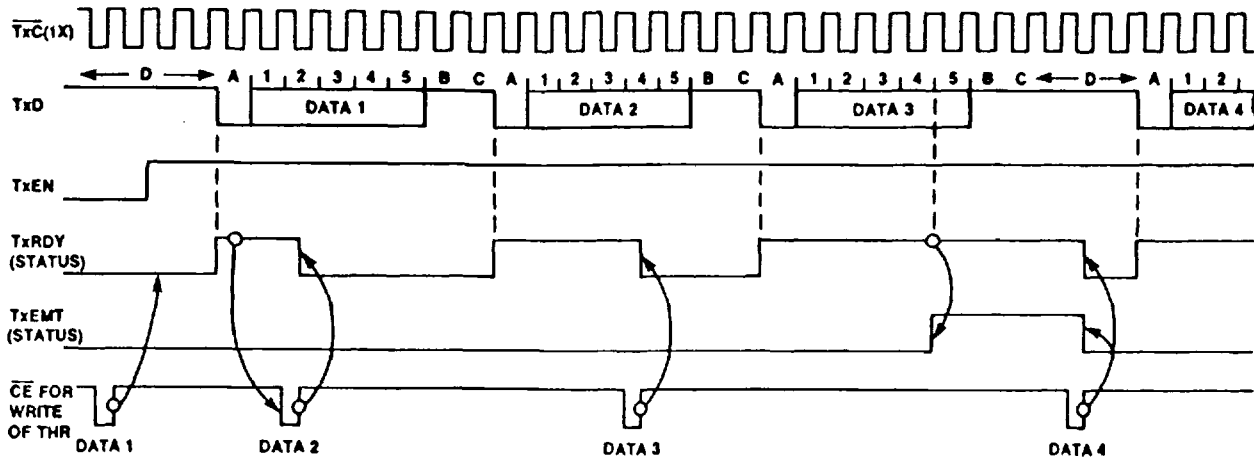 TxC(1X)
D A 1 2 3 4 5 B C A 1 2 3 4 5 B C A 1 2 3 4 5 B C D A 1 2
TxD DATA 1 DATA 2 DATA 3 DATA 4
TxEN
TxRDY
(STATUS)
TxEMT
(STATUS)
CE FOR
WRITE
OF THR
DATA 1 DATA 2 DATA 3 DATA 4